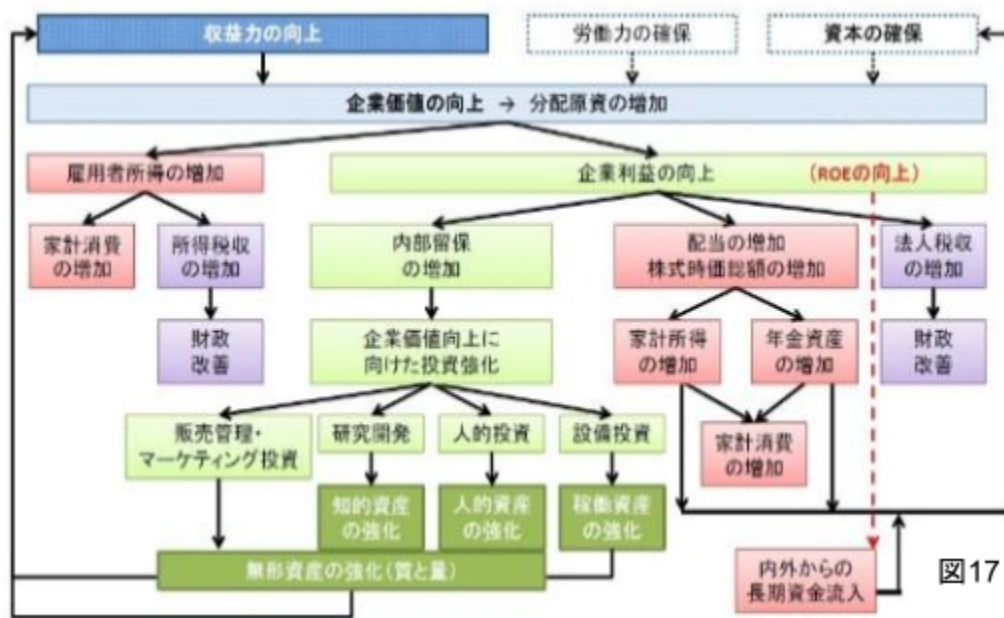 収益力の向上
労働力の確保
資本の確保
企業価値の向上 → 分配原資の増加
雇用者所得の増加
企業利益の向上
(ROEの向上)
家計消費
の増加
所得税収
の増加
内部留保
の増加
配当の増加
株式時価総額の増加
法人税収
の増加
財政
改善
企業価値向上に
向けた投資強化
家計所得
の増加
年金資産
の増加
財政
改善
販売管理・
マーケティング投資
研究開発
人的投資
設備投資
家計消費
の増加
知的資産
の強化
人的資産
の強化
稼働資産
の強化
無形資産の強化(質と量)
内外からの
長期資金流入
図17